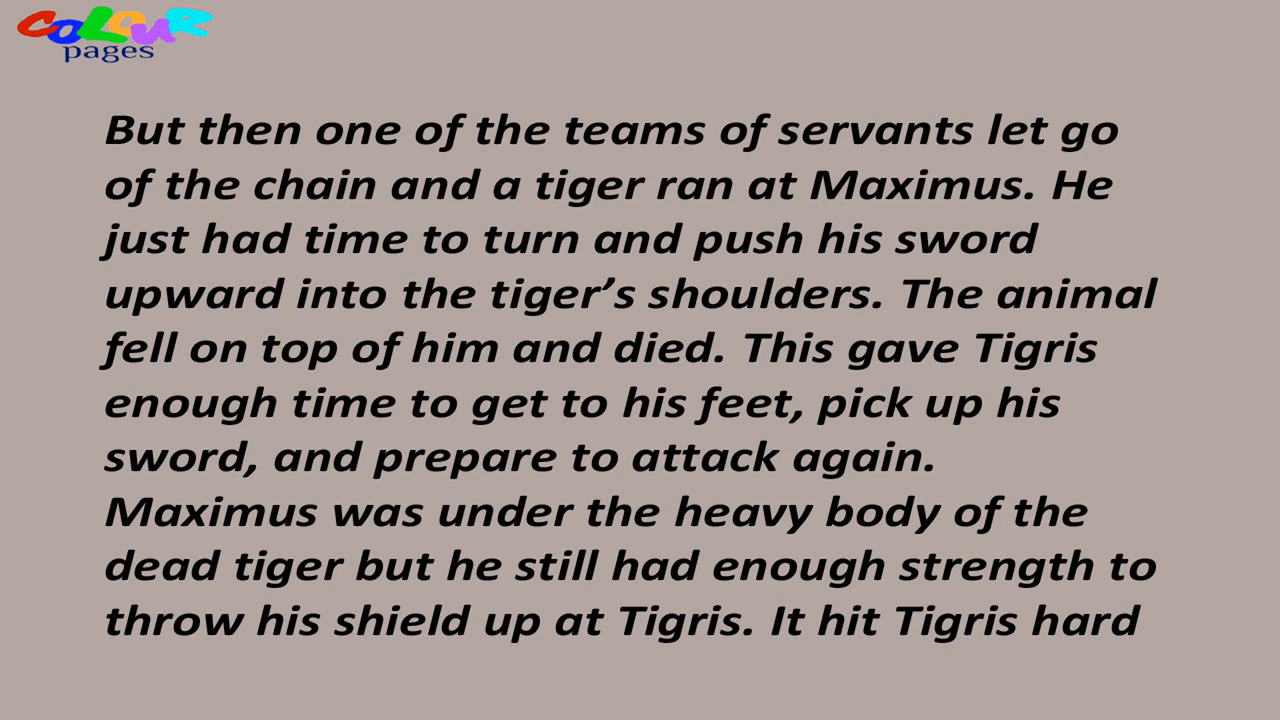 COLOUR
pages
But then one of the teams of servants let go
of the chain and a tiger ran at Maximus. He
just had time to turn and push his sword
upward into the tiger’s shoulders. The animal
fell on top of him and died. This gave Tigris
enough time to get to his feet, pick up his
sword, and prepare to attack again.
Maximus was under the heavy body of the
dead tiger but he still had enough strength to
throw his shield up at Tigris. It hit Tigris hard